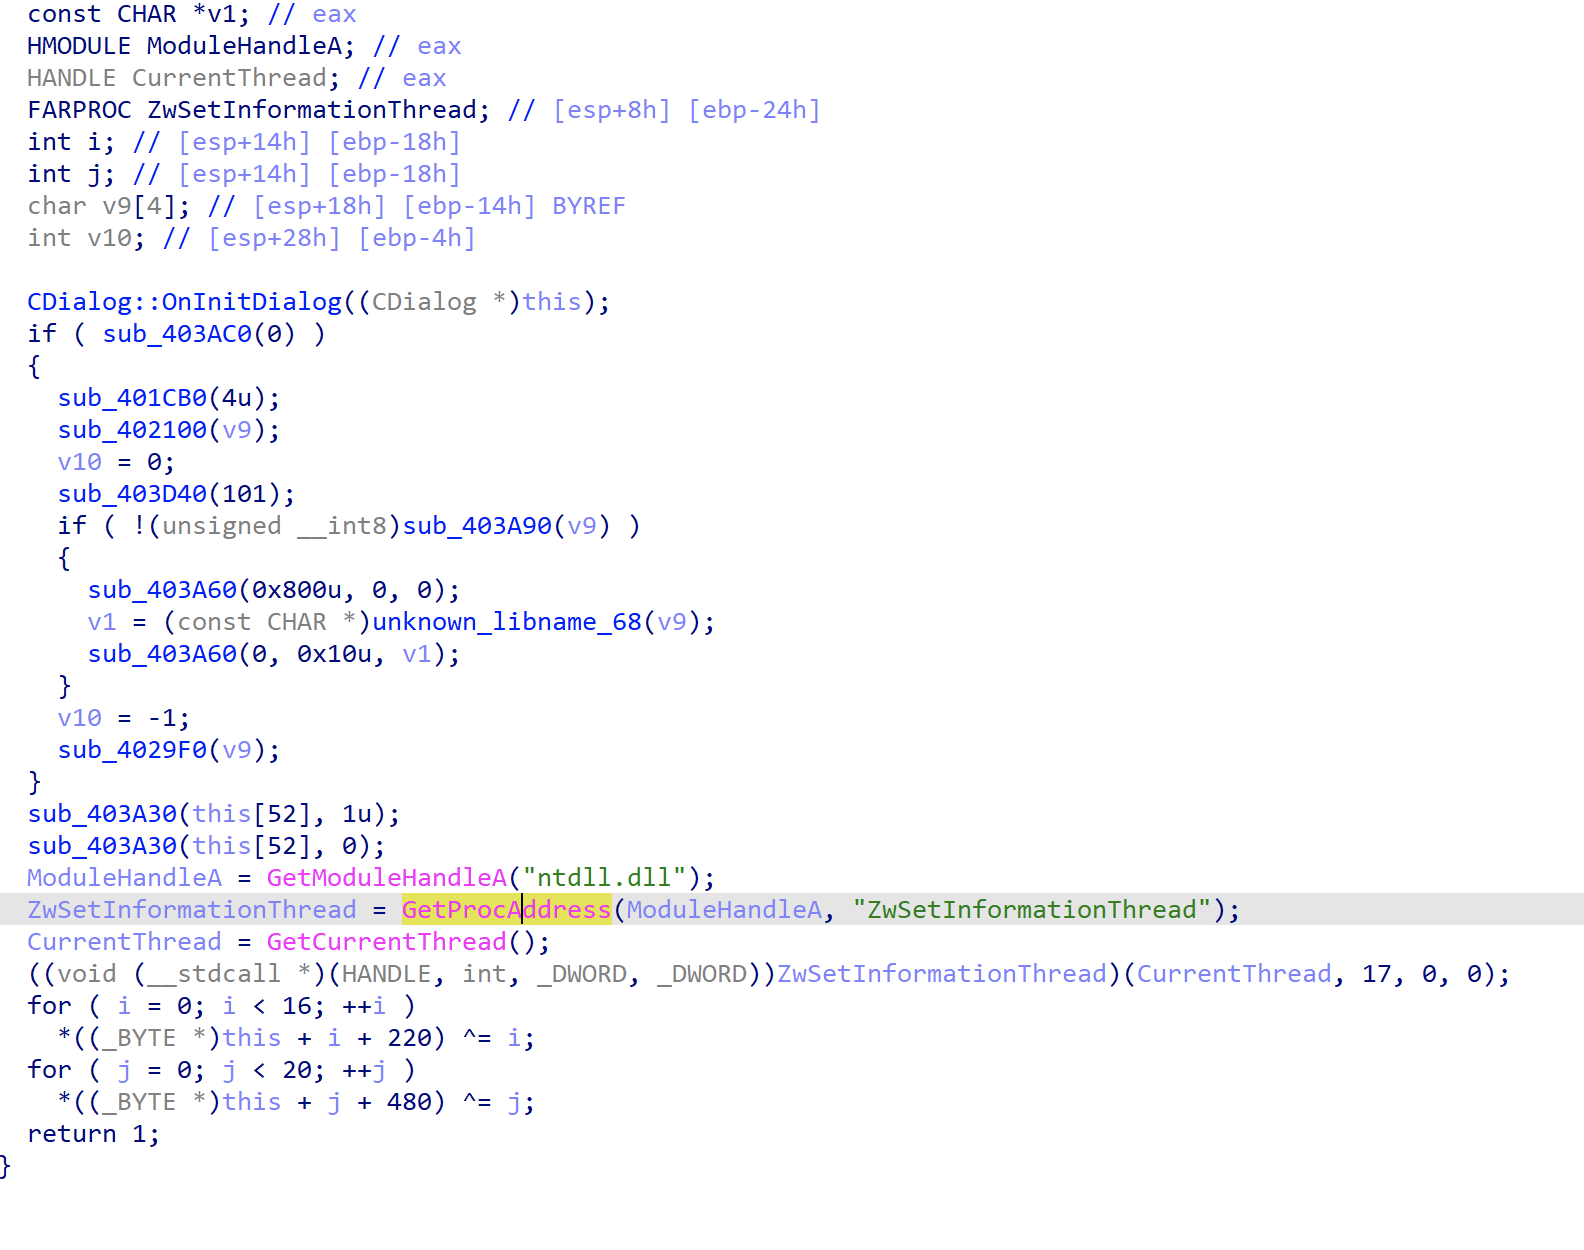 const CHAR *v1; // eax
HMODULE ModuleHandleA; // eax
HANDLE CurrentThread; // eax
FARPROC ZwSetInformationThread; // [esp+8h] [ebp-24h]
int i; // [esp+14h] [ebp-18h]
int j; // [esp+14h] [ebp-18h]
char v9[4]; // [esp+18h] [ebp-14h] BYREF
int v10; // [esp+28h] [ebp-4h]

CDialog::OnInitDialog((CDialog *)this);
if ( sub_403AC0(0) )
{
  sub_401CB0(4u);
  sub_402100(v9);
  v10 = 0;
  sub_403D40(101);
  if ( !(unsigned __int8)sub_403A90(v9) )
  {
    sub_403A60(0x800u, 0, 0);
    v1 = (const CHAR *)unknown_libname_68(v9);
    sub_403A60(0, 0x10u, v1);
  }
  v10 = -1;
  sub_4029F0(v9);
}
sub_403A30(this[52], 1u);
sub_403A30(this[52], 0);
ModuleHandleA = GetModuleHandleA("ntdll.dll");
ZwSetInformationThread = GetProcAddress(ModuleHandleA, "ZwSetInformationThread");
CurrentThread = GetCurrentThread();
((void (__stdcall *)(HANDLE, int, _DWORD, _DWORD))ZwSetInformationThread)(CurrentThread, 17, 0, 0);
for ( i = 0; i < 16; ++i )
  *((_BYTE *)this + i + 220) ^= i;
for ( j = 0; j < 20; ++j )
  *((_BYTE *)this + j + 480) ^= j;
return 1;
}